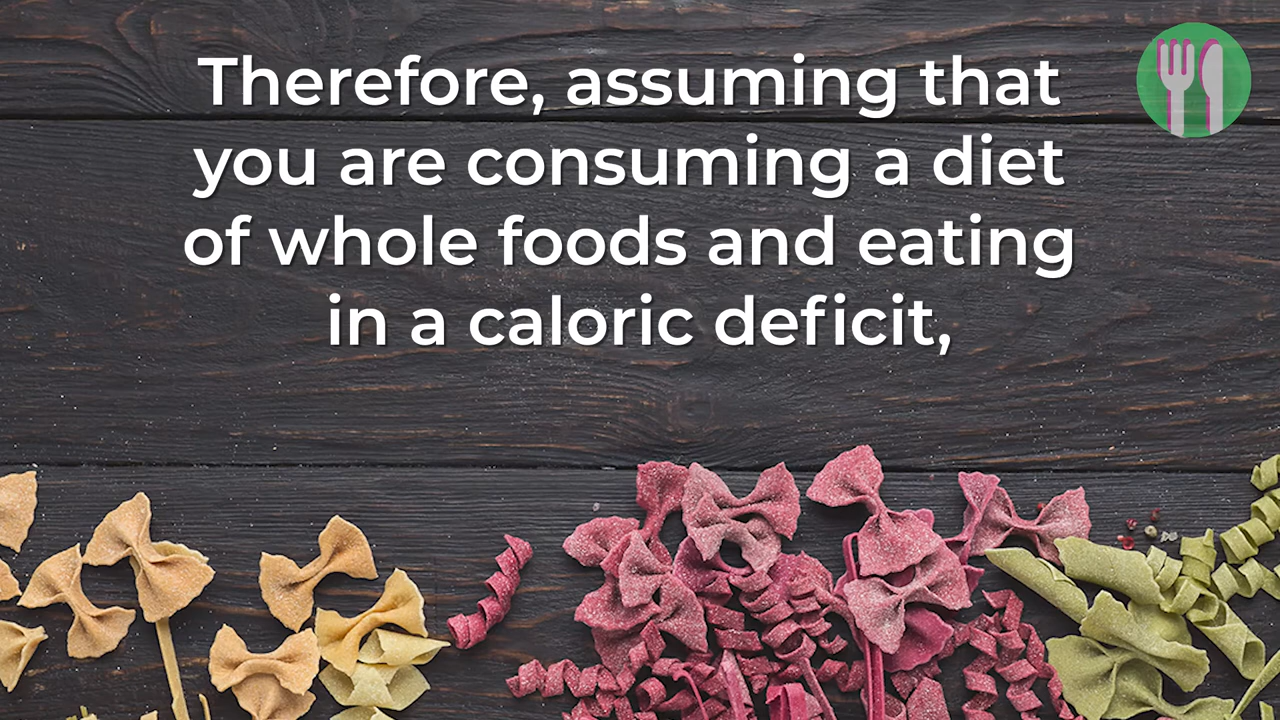 Therefore, assuming that
you are consuming a diet
of whole foods and eating
in a caloric deficit,